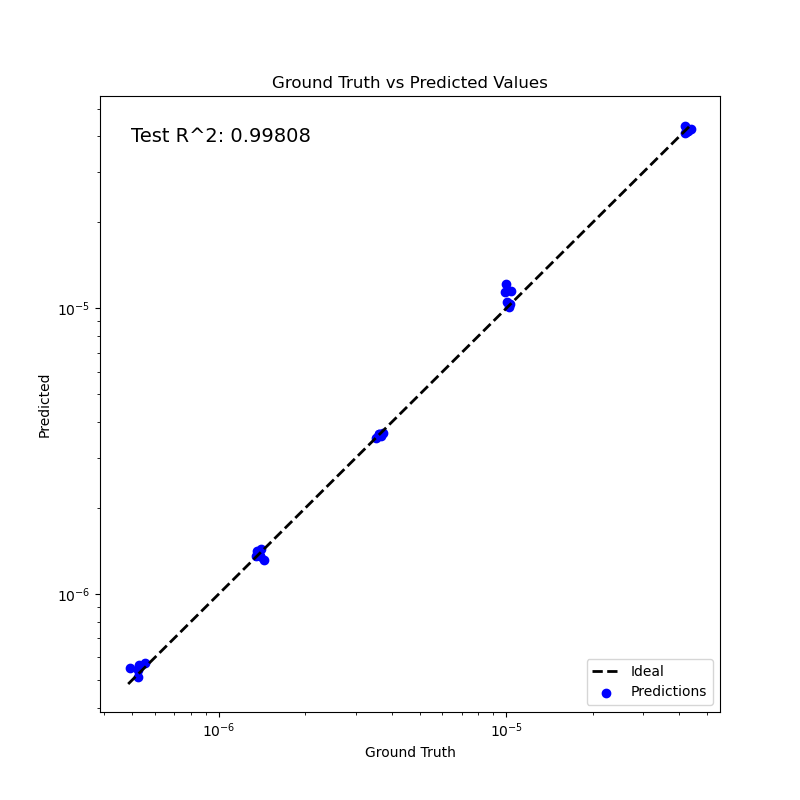 Ground Truth vs Predicted Values
Test R^2: 0.99808
Predicted
10⁻⁵
10⁻⁶
10⁻⁶
10⁻⁵
Ground Truth
Ideal
Predictions